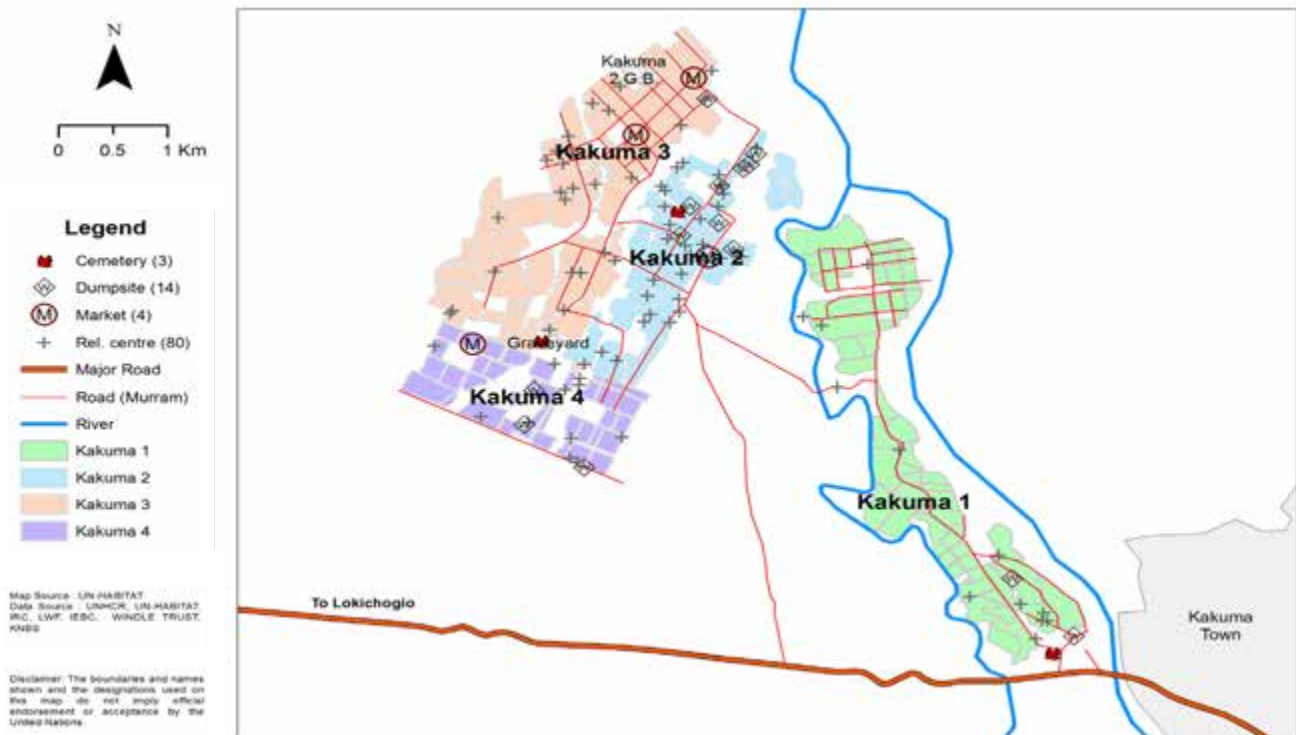 N
0 0.5 1 Km
Legend
Cemetery (3)
W Dumpsite (14)
M Market (4)
Rel. centre (80)
Major Road
Road (Murram)
River
Kakuma 1
Kakuma 2
Kakuma 3
Kakuma 4
Map Source : UN-HABITAT
Data Source : UNHCR, UN-HABITAT,
IRC, LWF, IEBC, WINDLE TRUST,
KNBS
Disclaimer: The boundaries and names
shown and the designations used on
this map do not imply official
endorsement or acceptance by the
United Nations.
Kakuma
2 G.B
M
W
M
Kakuma 3
W
W
W
W
W
W
W
M
Kakuma 2
M
Graveyard
W
Kakuma 4
W
W
Kakuma 1
W
W
Kakuma
Town
To Lokichogio